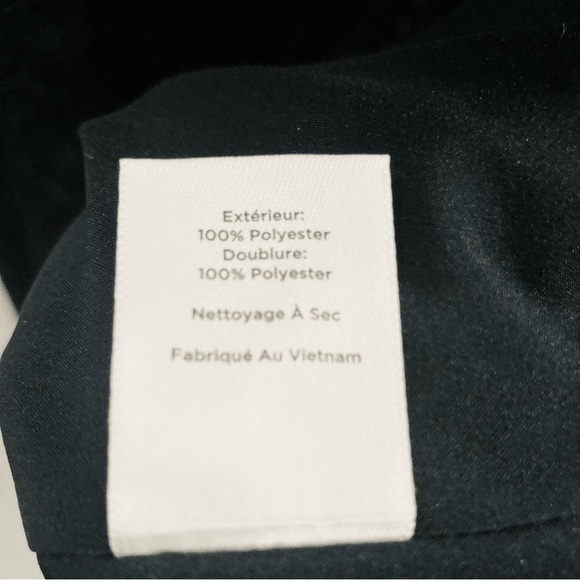 Extérieur:
100% Polyester
Doublure:
100% Polyester
Nettoyage À Sec
Fabriqué Au Vietnam